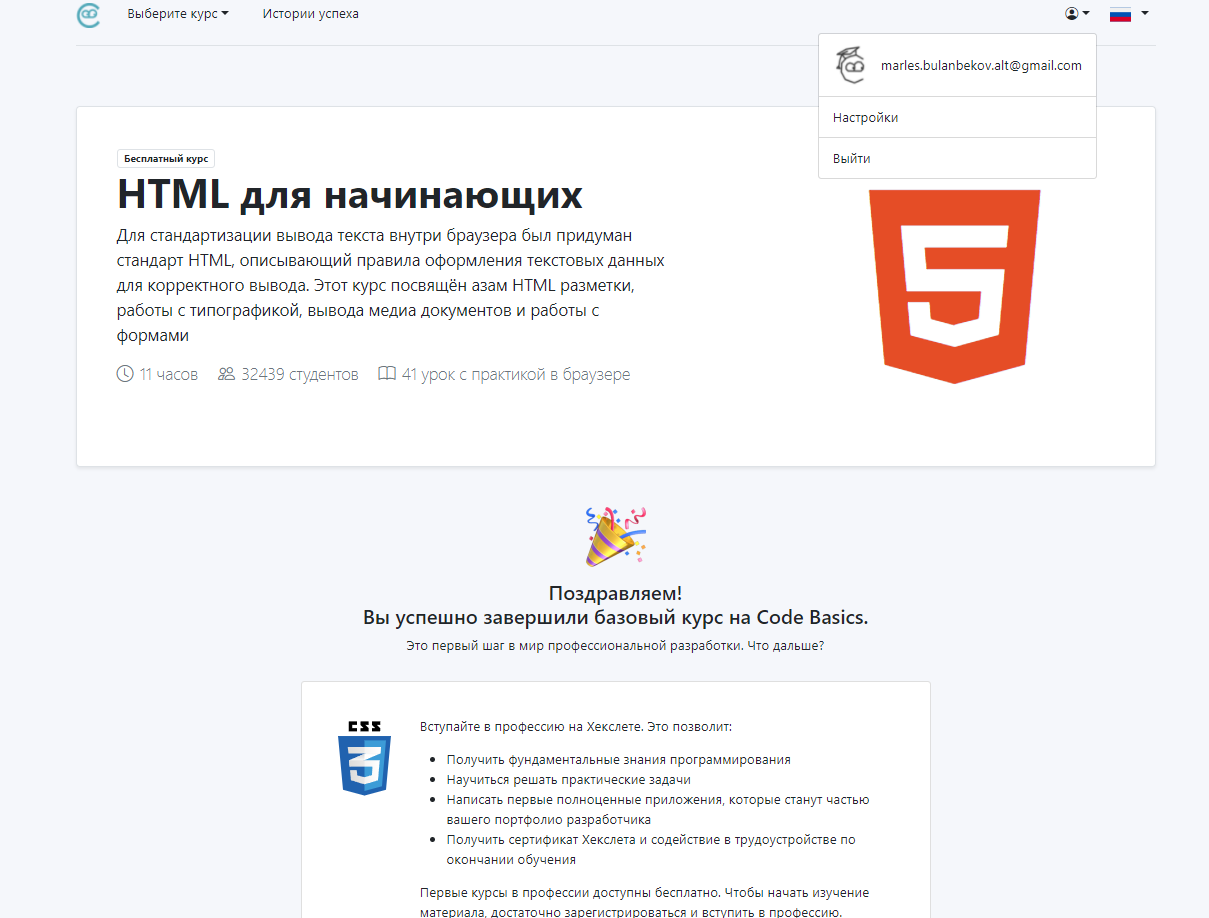 Выберите курс
Истории успеха
marles.bulanbekov.alt@gmail.com
Настройки
Выйти
Бесплатный курс
HTML для начинающих
Для стандартизации вывода текста внутри браузера был придуман
стандарт HTML, описывающий правила оформления текстовых данных
для корректного вывода. Этот курс посвящён азам HTML разметки,
работы с типографикой, вывода медиа документов и работы с
формами
11 часов
32439 студентов
41 урок с практикой в браузере
Поздравляем!
Вы успешно завершили базовый курс на Code Basics.
Это первый шаг в мир профессиональной разработки. Что дальше?
CSS
3
Вступайте в профессию на Хекслете. Это позволит:
Получить фундаментальные знания программирования
Научиться решать практические задачи
Написать первые полноценные приложения, которые станут частью
вашего портфолио разработчика
Получить сертификат Хекслета и содействие в трудоустройстве по
окончании обучения
Первые курсы в профессии доступны бесплатно. Чтобы начать изучение
материала, достаточно зарегистрироваться и вступить в профессию.